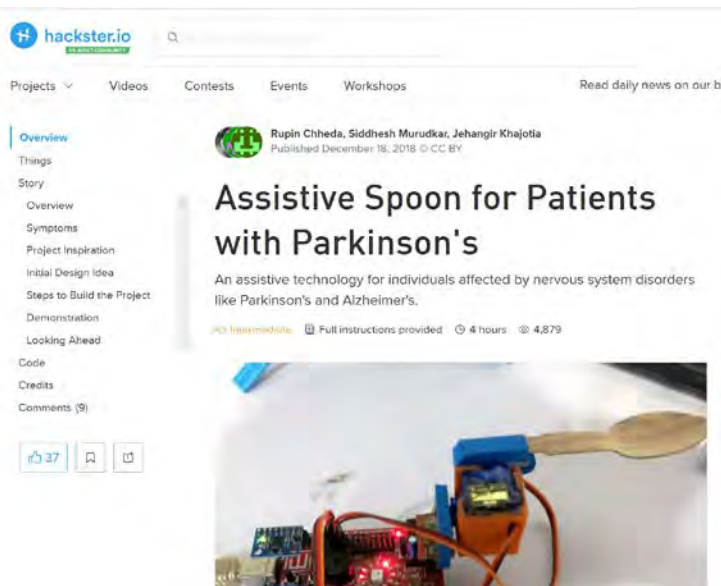 hackster.io
AN AVNET COMMUNITY
Projects Videos Contests Events Workshops Read daily news on our b
Overview
Things
Story
Overview
Symptoms
Project Inspiration
Initial Design Idea
Steps to Build the Project
Demonstration
Looking Ahead
Code
Credits
Comments (9)
37
Rupin Chheda, Siddhesh Murudkar, Jehangir Khajotia
Published December 18, 2018 © CC BY
Assistive Spoon for Patients
with Parkinson's
An assistive technology for individuals affected by nervous system disorders
like Parkinson's and Alzheimer's.
Intermediate Full instructions provided 4 hours 4,879